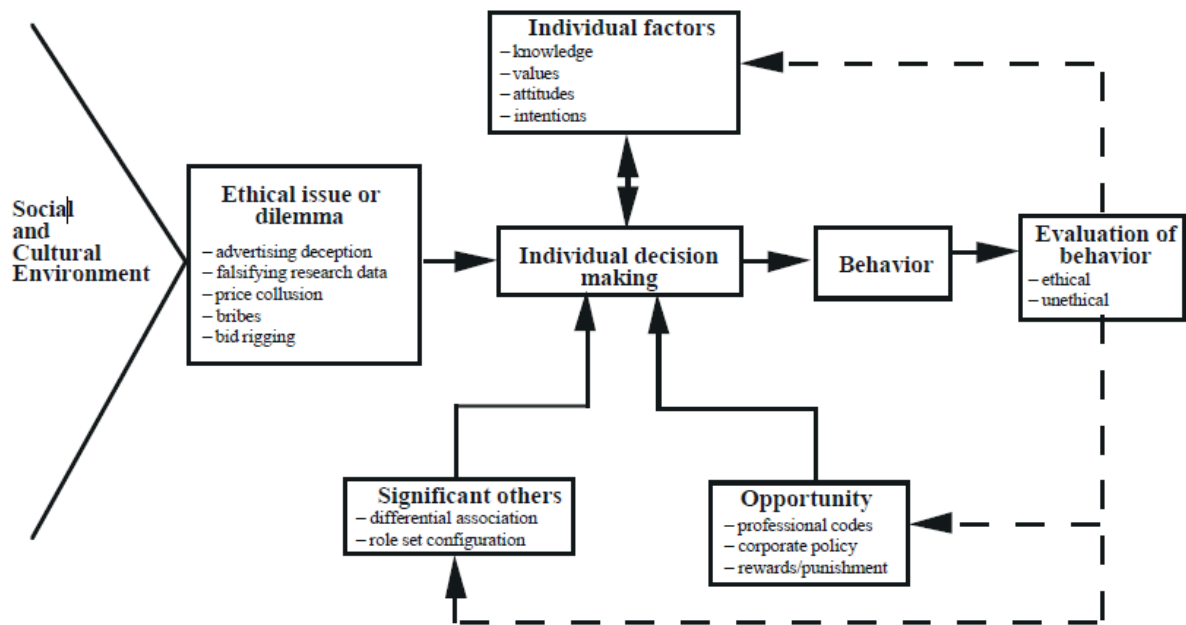 Social
and
Cultural
Environment
Ethical issue or
dilemma
– advertising deception
– falsifying research data
– price collusion
– bribes
– bid rigging
Individual factors
– knowledge
– values
– attitudes
– intentions
Individual decision
making
Behavior
Evaluation of
behavior
– ethical
– unethical
Significant others
– differential association
– role set configuration
Opportunity
– professional codes
– corporate policy
– rewards/punishment